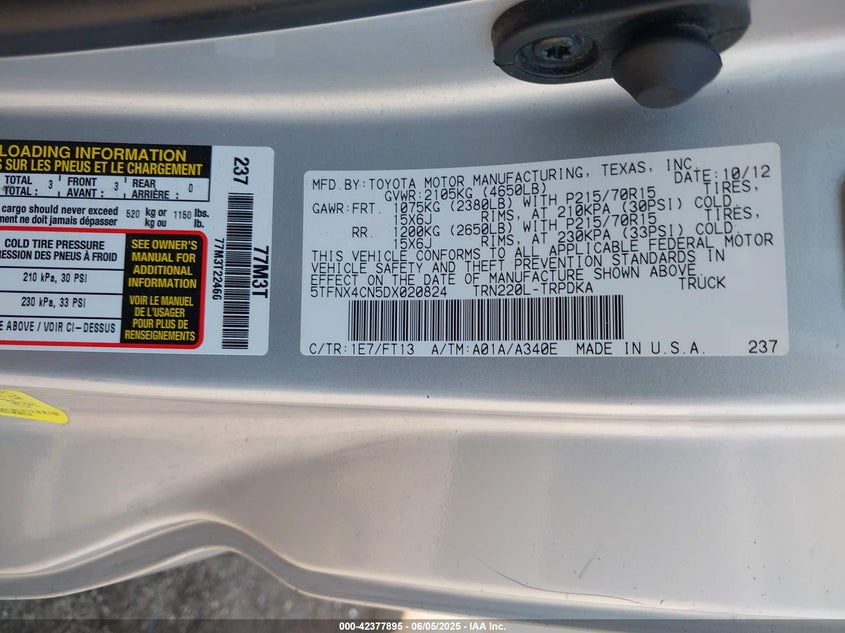 LOADING INFORMATION
S SUR LES PNEUS ET LE CHARGEMENT
TOTAL 3 FRONT 3 REAR 0
TOTAL : AVANT : ARRIÈRE :
cargo should never exceed 520 kg or 1150 lbs.
ment ne doit jamais dépasser kg ou lb.
COLD TIRE PRESSURE
RESSION DES PNEUS À FROID
210 kPa, 30 PSI
230 kPa, 33 PSI
E ABOVE / VOIR CI-DESSUS
SEE OWNER'S
MANUAL FOR
ADDITIONAL
INFORMATION
VOIR LE MANUEL
DE L'USAGER
POUR PLUS DE
RENSEIGNEMENTS
237
77M3T
77M3T22466
MFD.BY:TOYOTA MOTOR MANUFACTURING, TEXAS, INC.
GVWR:2105KG (4650LB) DATE:10/12
GAWR:FRT. 1075KG (2380LB) WITH P215/70R15 TIRES,
15X6J RIMS, AT 210KPA (30PSI) COLD
RR. 1200KG (2650LB) WITH P215/70R15 TIRES,
15X6J RIMS, AT 230KPA (33PSI) COLD
THIS VEHICLE CONFORMS TO ALL APPLICABLE FEDERAL MOTOR
VEHICLE SAFETY AND THEFT PREVENTION STANDARDS IN
EFFECT ON THE DATE OF MANUFACTURE SHOWN ABOVE.
5TFNX4CN5DX020824 TRN220L-TRPDKA TRUCK
C/TR:1E7/FT13 A/TM:A01A/A340E MADE IN U.S.A. 237
000-42377895 - 06/05/2025 - IAA Inc.